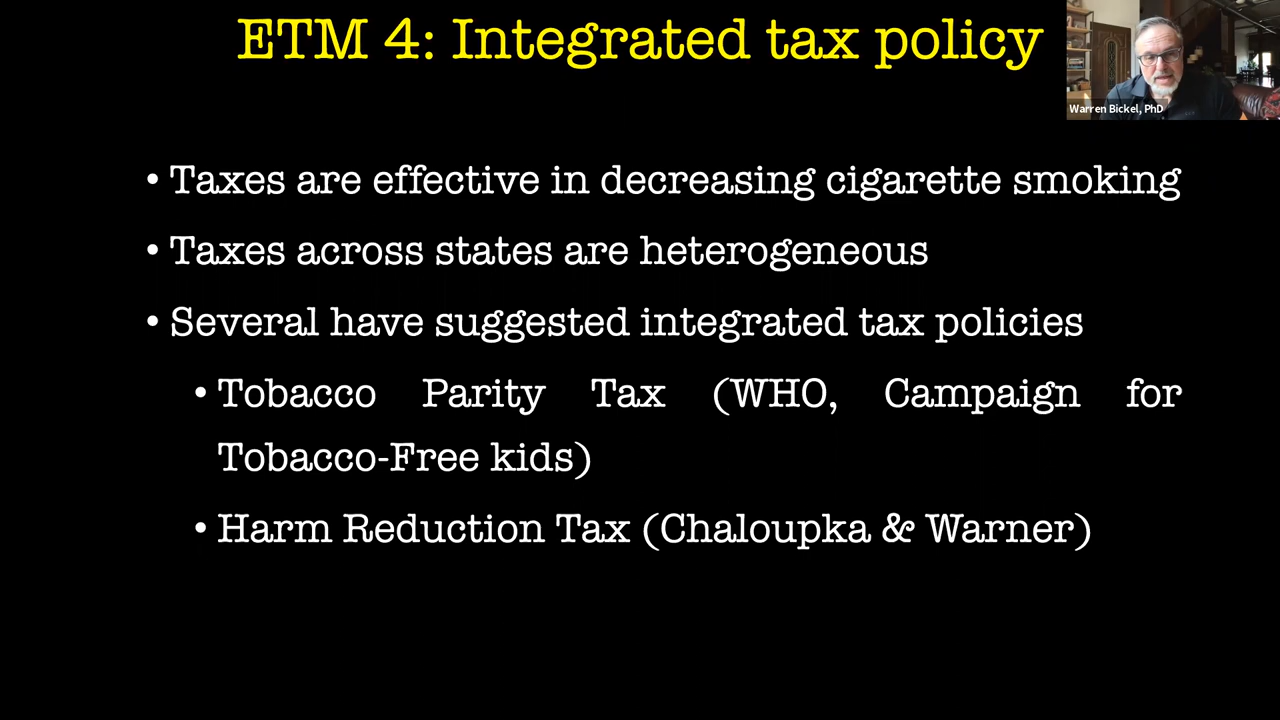 ETM 4: Integrated tax policy
Warren Bickel, PhD
• Taxes are effective in decreasing cigarette smoking
• Taxes across states are heterogeneous
• Several have suggested integrated tax policies
• Tobacco Parity Tax (WHO, Campaign for
Tobacco-Free kids)
• Harm Reduction Tax (Chaloupka & Warner)